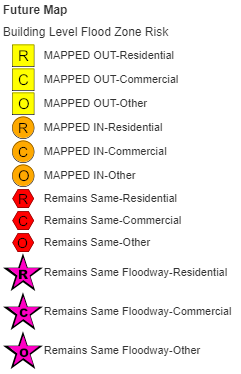 Future Map
Building Level Flood Zone Risk
R MAPPED OUT-Residential
C MAPPED OUT-Commercial
O MAPPED OUT-Other
R MAPPED IN-Residential
C MAPPED IN-Commercial
O MAPPED IN-Other
R Remains Same-Residential
C Remains Same-Commercial
O Remains Same-Other
R Remains Same Floodway-Residential
C Remains Same Floodway-Commercial
O Remains Same Floodway-Other